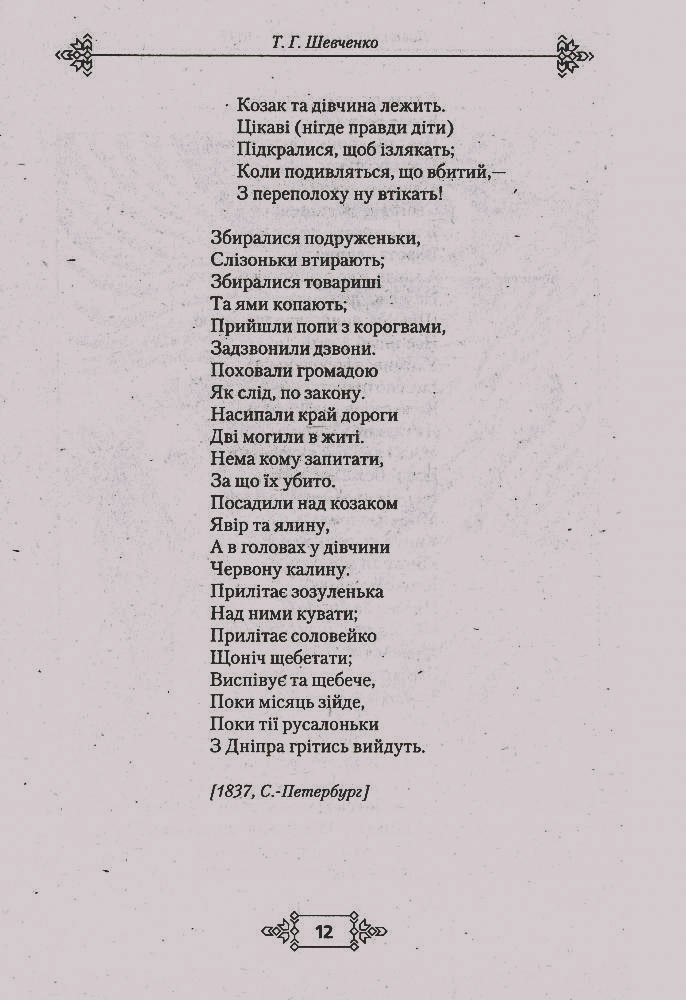 Т. Г. Шевченко
Козак та дівчина лежить.
Цікаві (нігде правди діти)
Підкралися, щоб ізлякать;
Коли подивляться, що вбитий,—
З переполоху ну втікать!
Збиралися подруженьки,
Слізоньки втирають;
Збиралися товариші
Та ями копають;
Прийшли попи з корогвами,
Задзвонили дзвони.
Поховали громадою
Як слід, по закону.
Насипали край дороги
Дві могили в житі.
Нема кому запитати,
За що їх убито.
Посадили над козаком
Явір та ялину,
А в головах у дівчини
Червону калину.
Прилітає зозуленька
Над ними кувати;
Прилітає соловейко
Щоніч щебетати;
Виспівує та щебече,
Поки місяць зійде,
Поки тії русалоньки
З Дніпра грітись вийдуть.
[1837, С.-Петербург]
12